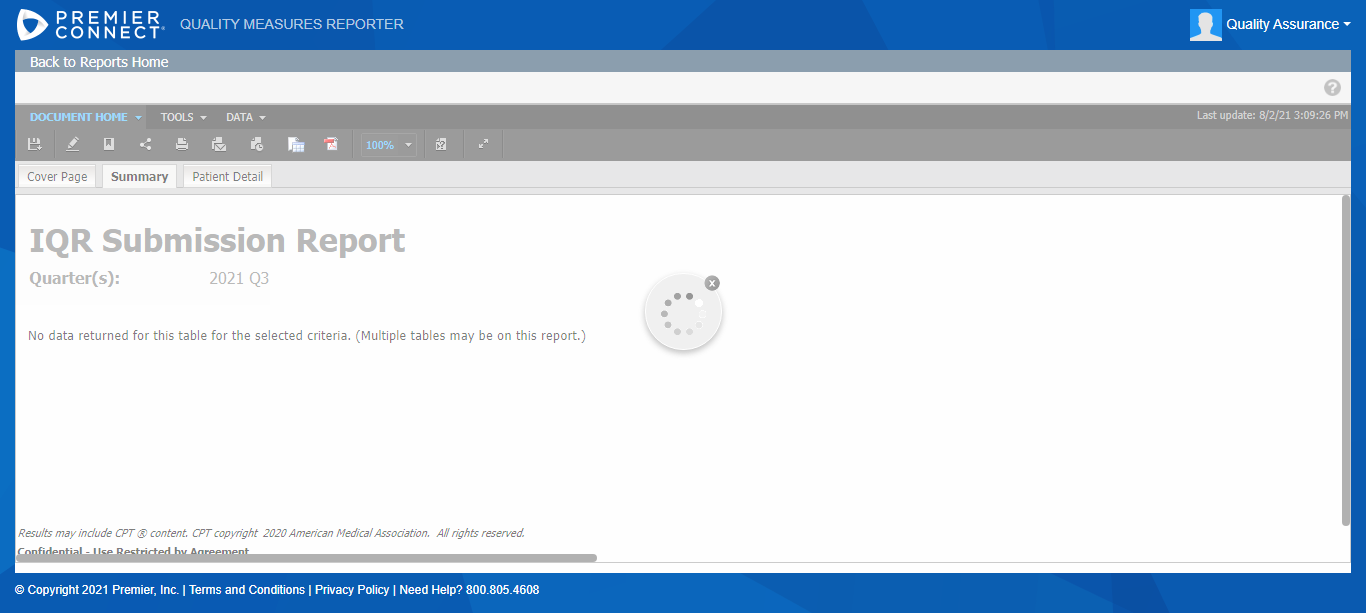 PREMIER CONNECT® QUALITY MEASURES REPORTER
Quality Assurance
Back to Reports Home
?
DOCUMENT HOME TOOLS DATA Last update: 8/2/21 3:09:26 PM
100%
Cover Page Summary Patient Detail
IQR Submission Report
Quarter(s): 2021 Q3
x
No data returned for this table for the selected criteria. (Multiple tables may be on this report.)
Results may include CPT ® content. CPT copyright 2020 American Medical Association. All rights reserved.
Confidential - Use Restricted by Agreement
© Copyright 2021 Premier, Inc. | Terms and Conditions | Privacy Policy | Need Help? 800.805.4608